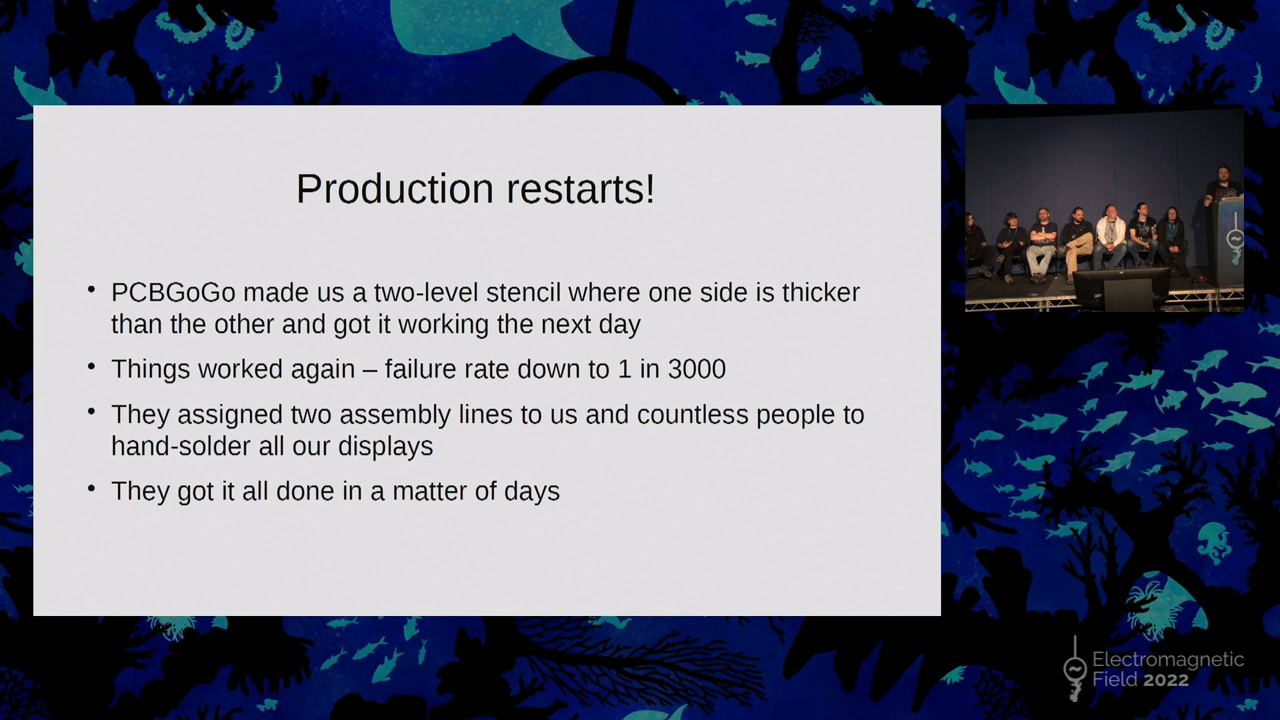 Production restarts!
• PCBGoGo made us a two-level stencil where one side is thicker
than the other and got it working the next day
• Things worked again – failure rate down to 1 in 3000
• They assigned two assembly lines to us and countless people to
hand-solder all our displays
• They got it all done in a matter of days
Electromagnetic
Field 2022